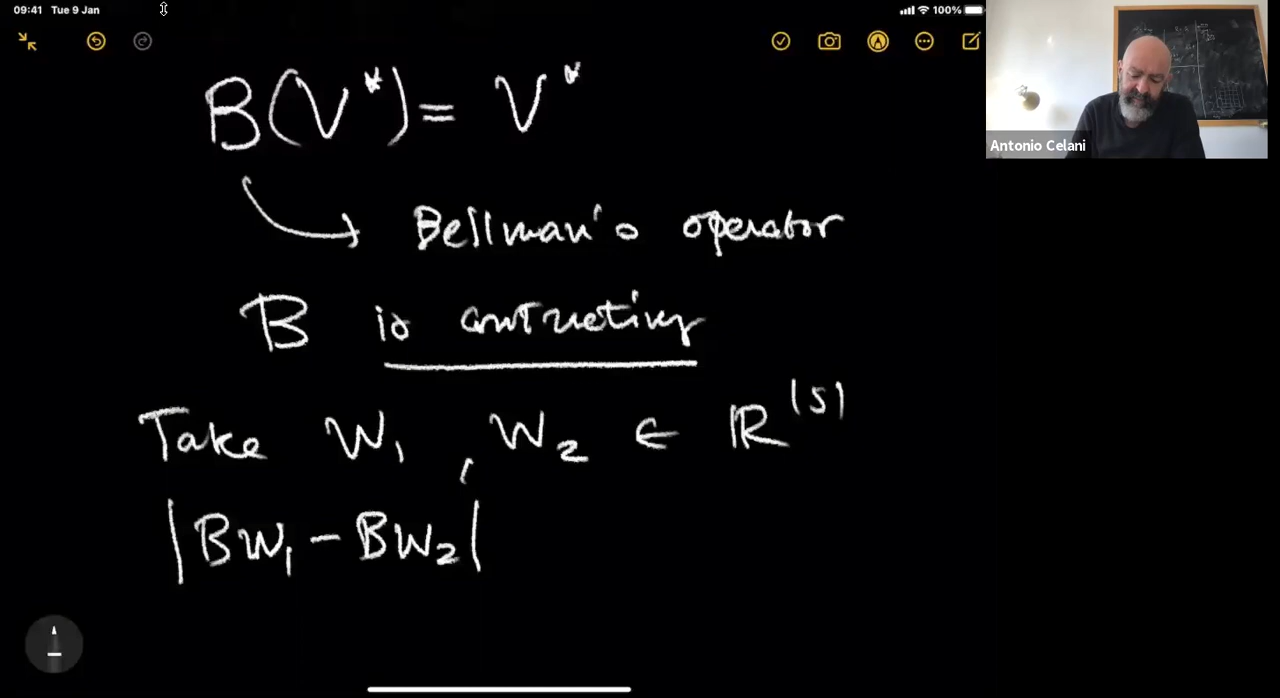 09:41 Tue 9 Jan
100%
Antonio Celani
B(V*) = V*
Bellman's operator
B is contracting
Take W₁, W₂ ∈ ℝ^|S|
|BW₁ - BW₂|